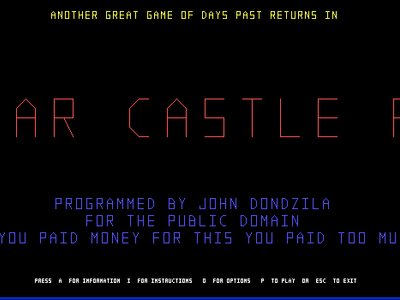 ANOTHER GREAT GAME OF DAYS PAST RETURNS IN
AR CASTLE
PROGRAMMED BY JOHN DONDZILA
FOR THE PUBLIC DOMAIN
YOU PAID MONEY FOR THIS YOU PAID TOO MU
PRESS A FOR INFORMATION I FOR INSTRUCTIONS O FOR OPTIONS P TO PLAY OR ESC TO EXIT